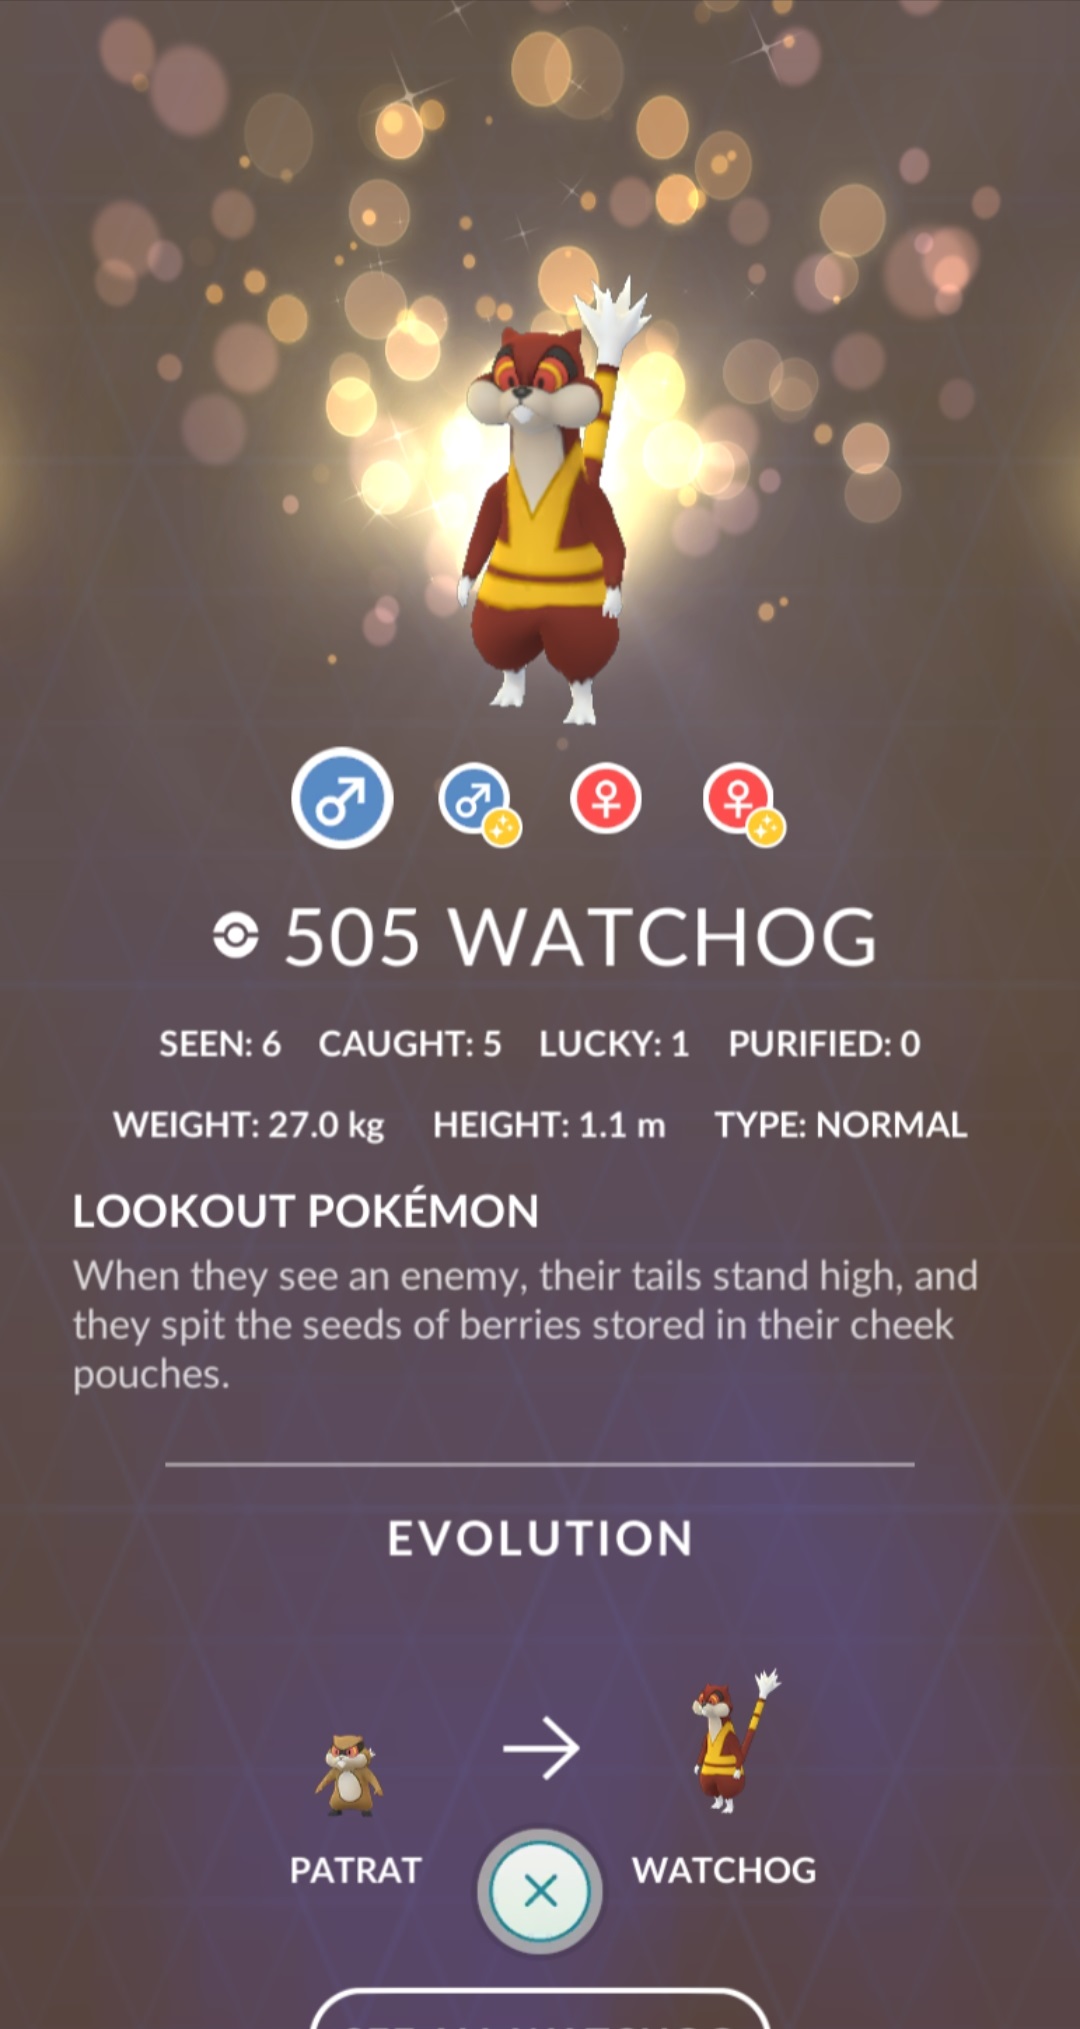 505 WATCHOG
SEEN: 6 CAUGHT: 5 LUCKY: 1 PURIFIED: 0
WEIGHT: 27.0 kg HEIGHT: 1.1 m TYPE: NORMAL
LOOKOUT POKÉMON
When they see an enemy, their tails stand high, and
they spit the seeds of berries stored in their cheek
pouches.
EVOLUTION
PATRAT WATCHOG